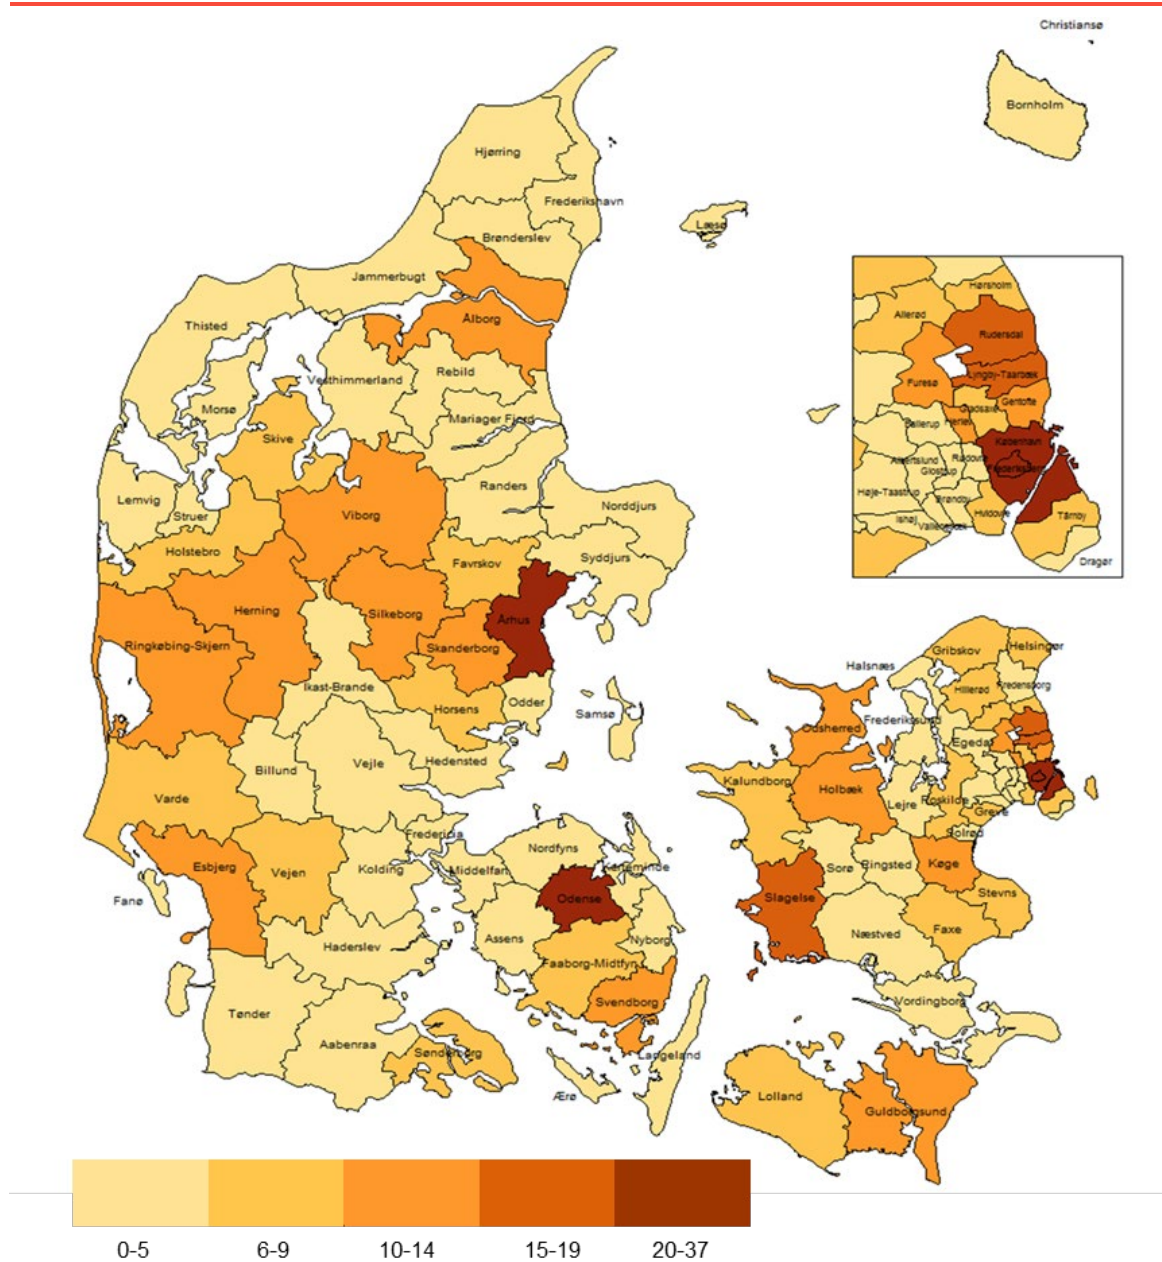 Christiansø
Bornholm
Hjørring
Frederikshavn
Læsø
Brønderslev
Jammerbugt
Hørsholm
Allerød
Ålborg
Thisted
Rudersdal
Vesthimmerland
Rebild
Lyngby-Taarbæk
Furesø
Gentofte
Morsø
Mariager Fjord
Gladsaxe
Ballerup
Herlev
Skive
København
Albertslund
Rødovre
Glostrup
Frederiksberg
Randers
Høje-Taastrup
Lemvig
Brøndby
Norddjurs
Struer
Viborg
Hvidovre
Tårnby
Ishøj
Vallensbæk
Holstebro
Favrskov
Syddjurs
Dragør
Herning
Silkeborg
Århus
Ringkøbing-Skjern
Skanderborg
Gribskov
Helsingør
Halsnæs
Ikast-Brande
Hillerød
Fredensborg
Odder
Horsens
Samsø
Frederikssund
Odsherred
Egedal
Billund
Vejle
Hedensted
Kalundborg
Holbæk
Varde
Lejre
Roskilde
Greve
Fredericia
Solrød
Nordfyns
Esbjerg
Vejen
Kolding
Middelfart
Kerteminde
Sorø
Ringsted
Køge
Fanø
Odense
Slagelse
Stevns
Haderslev
Assens
Nyborg
Næstved
Faxe
Faaborg-Midtfyn
Svendborg
Vordingborg
Tønder
Aabenraa
Sønderborg
Langeland
Ærø
Lolland
Guldborgsund
0-5
6-9
10-14
15-19
20-37